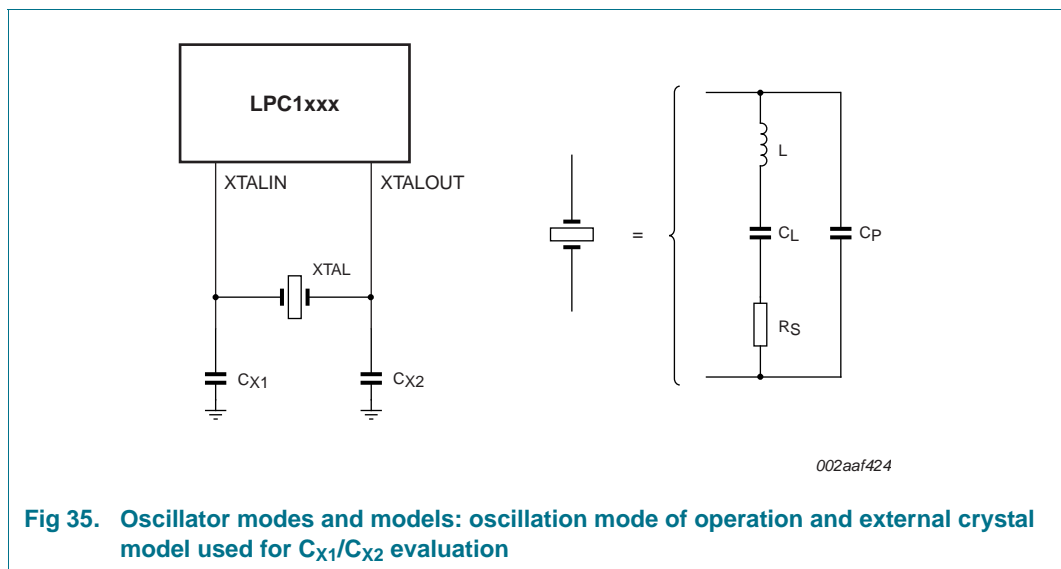 LPC1xxx
XTALIN
XTALOUT
XTAL
CX1
CX2
=
L
CL
CP
RS
002aaf424
Fig 35. Oscillator modes and models: oscillation mode of operation and external crystal
model used for CX1/CX2 evaluation